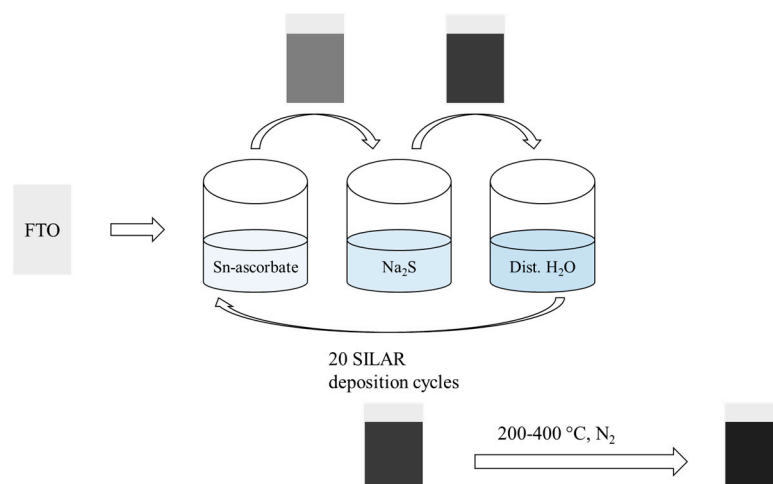 FTO
Sn-ascorbate
Na₂S
Dist. H₂O
20 SILAR
deposition cycles
200-400 °C, N₂